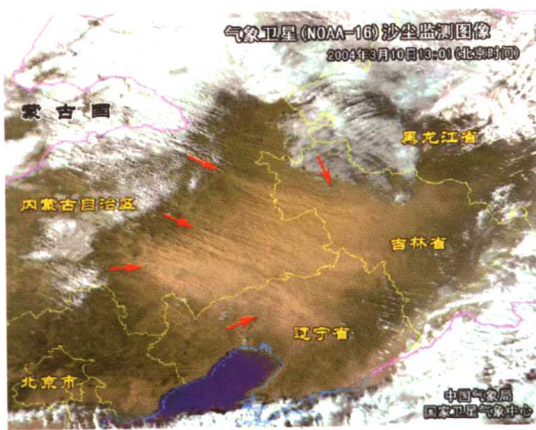 气象卫星(NOAA-16)沙尘监测图像
2004年3月10日13:01(北京时间)
蒙古国
黑龙江省
内蒙古自治区
吉林省
辽宁省
北京市
中国气象局
国家卫星气象中心